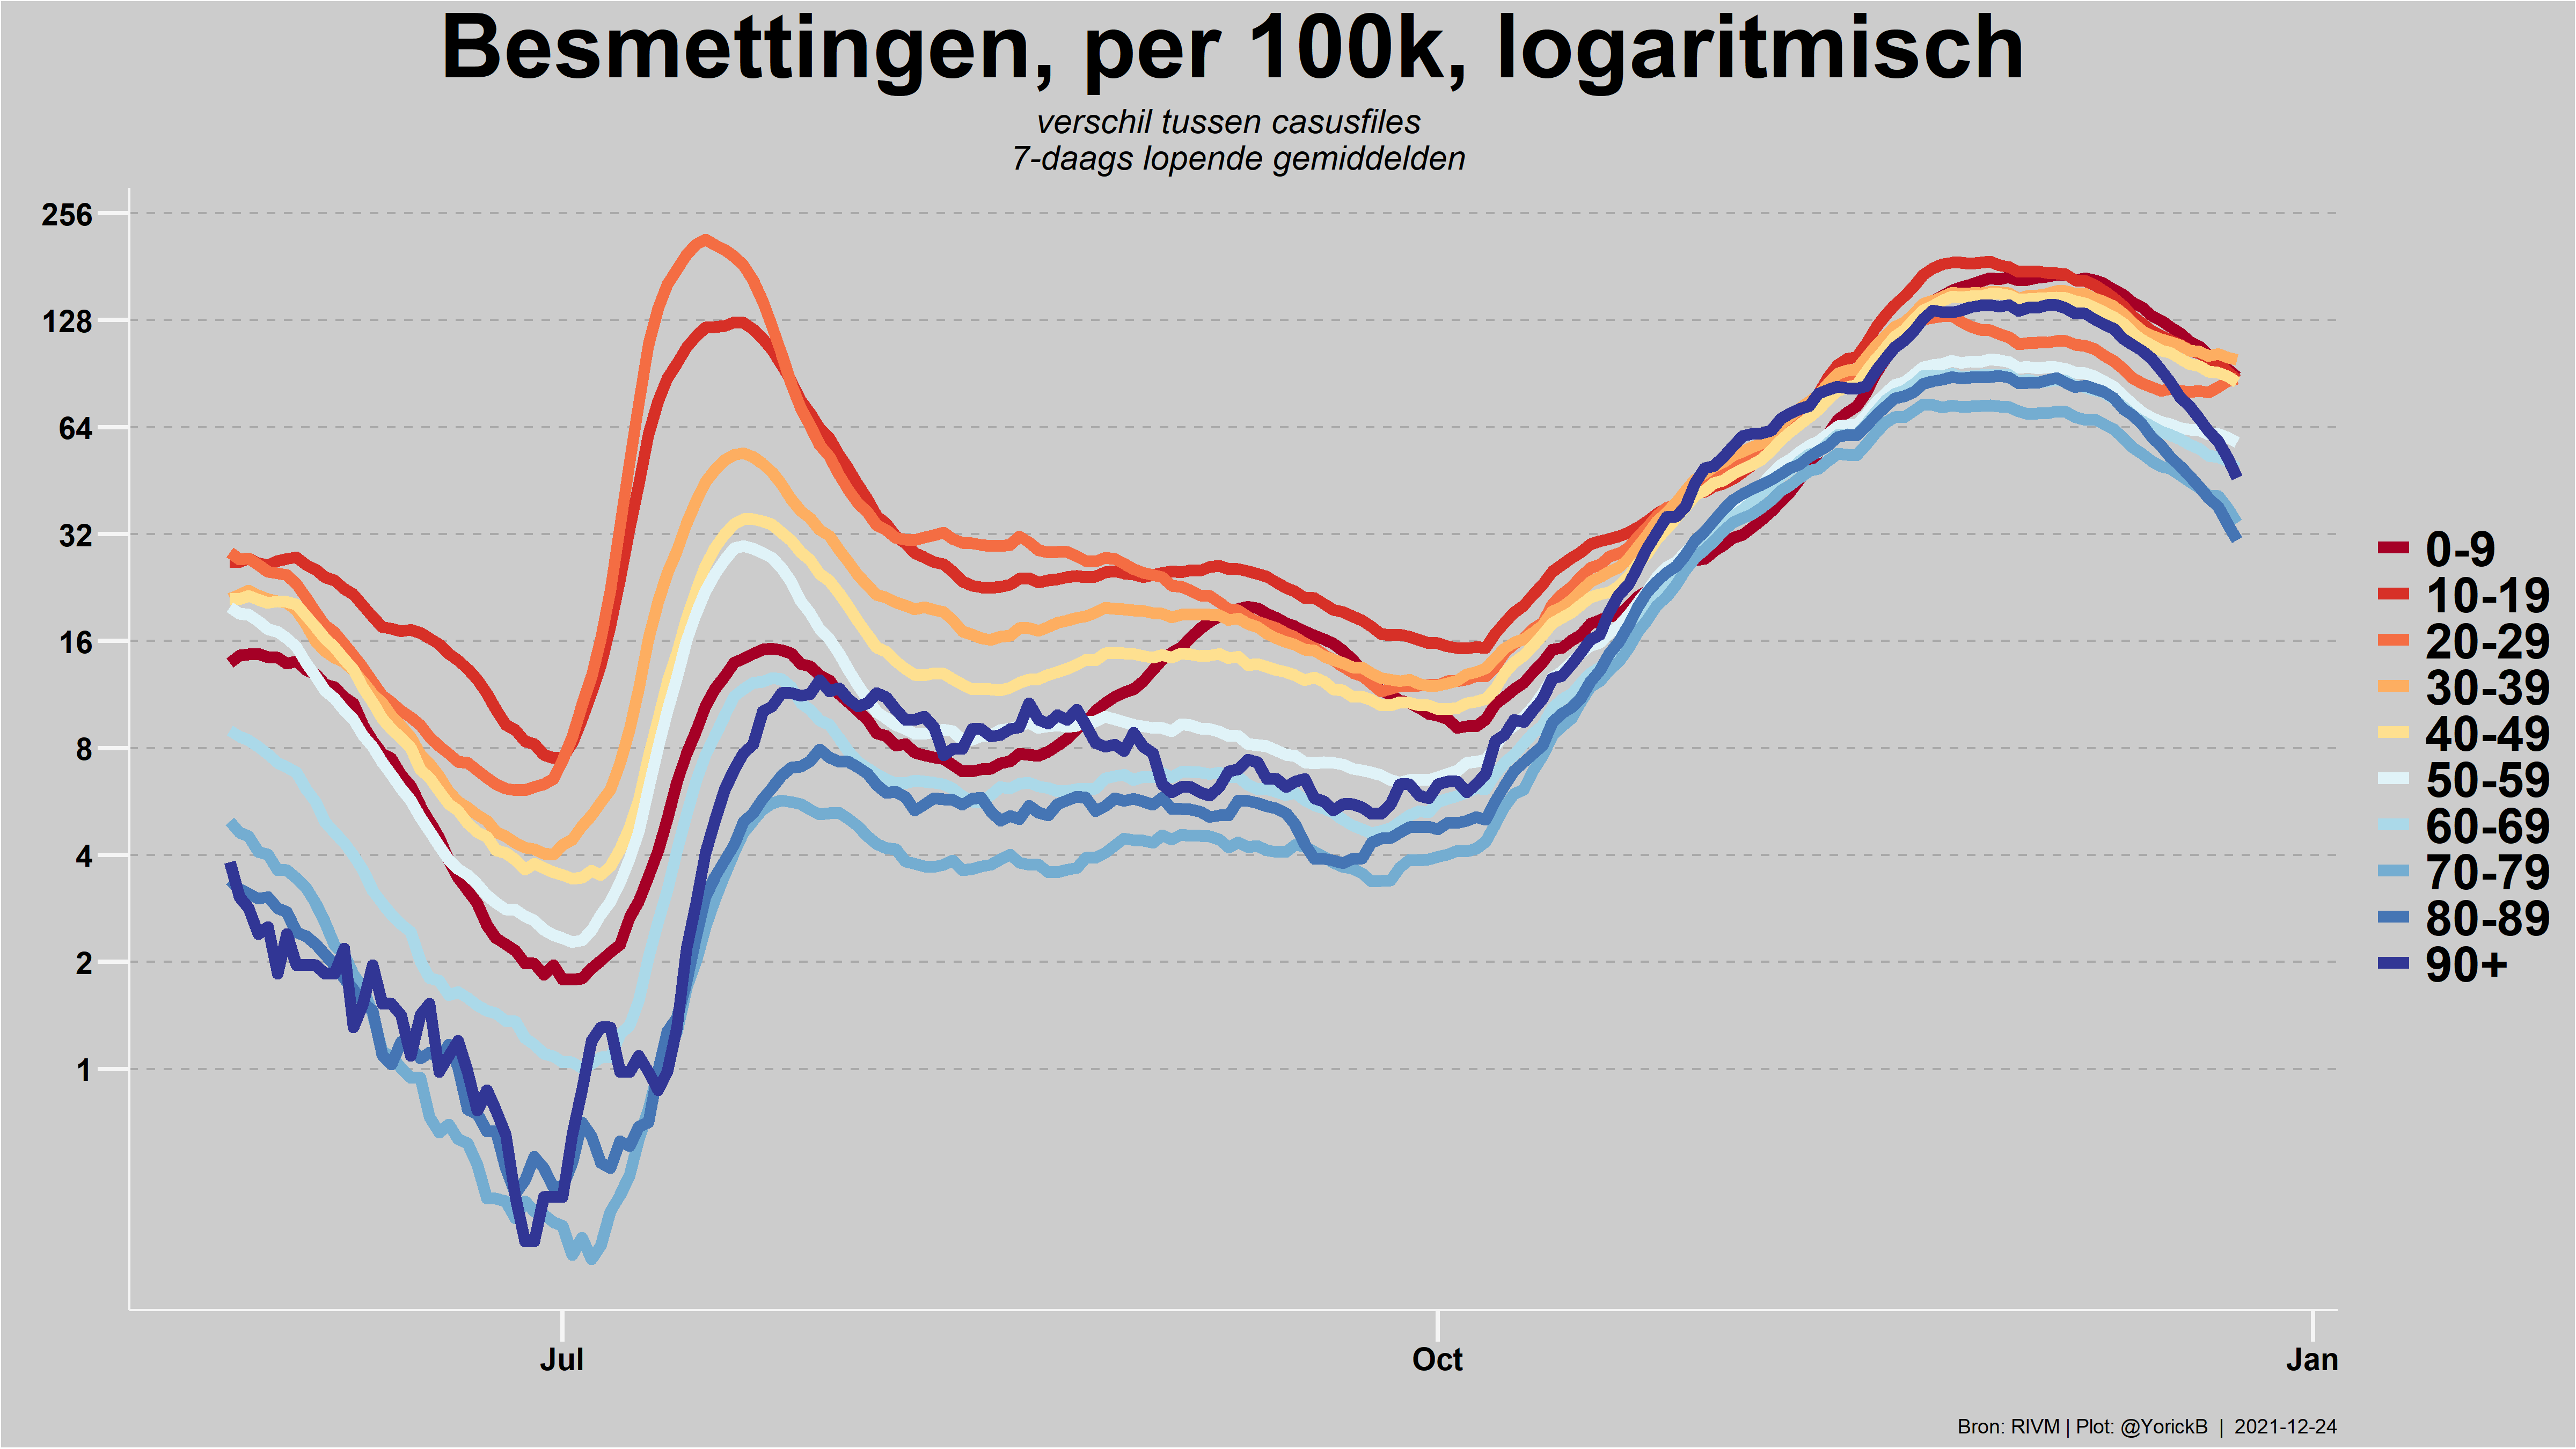 Besmettingen, per 100k, logaritmisch
verschil tussen casusfiles
7-daags lopende gemiddelden
256
128
64
32
16
8
4
2
1
Jul
Oct
Jan
0-9
10-19
20-29
30-39
40-49
50-59
60-69
70-79
80-89
90+
Bron: RIVM | Plot: @YorickB | 2021-12-24